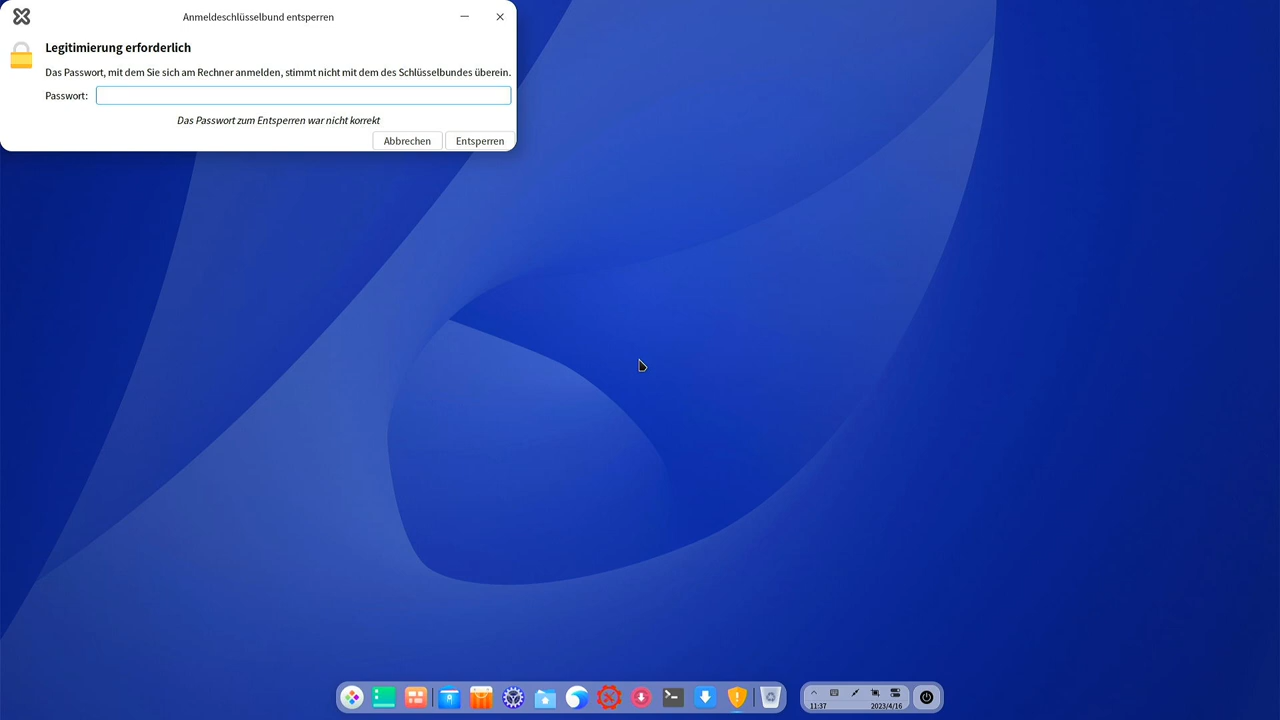 Anmeldeschlüsselbund entsperren
Legitimierung erforderlich
Das Passwort, mit dem Sie sich am Rechner anmelden, stimmt nicht mit dem des Schlüsselbundes überein.
Passwort:
Das Passwort zum Entsperren war nicht korrekt
Abbrechen Entsperren
11:37 2023/4/16